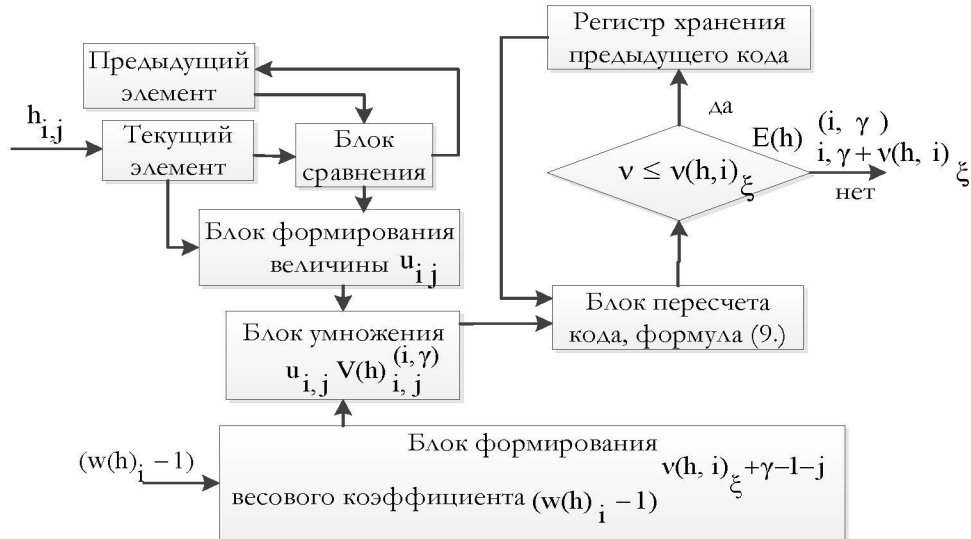 Предыдущий
элемент
h i,j
Текущий
элемент
Блок
сравнения
Блок формирования
величины u i j
Блок умножения
u i, j V(h) (i, γ) i, j
(w(h) i − 1)
Блок формирования
весового коэффициента (w(h) i − 1) ν(h, i) ξ +γ−1−j
Регистр хранения
предыдущего кода
да
ν ≤ ν(h,i) ξ
E(h) (i, γ) i, γ + ν(h, i) ξ
нет
Блок пересчета
кода, формула (9.)